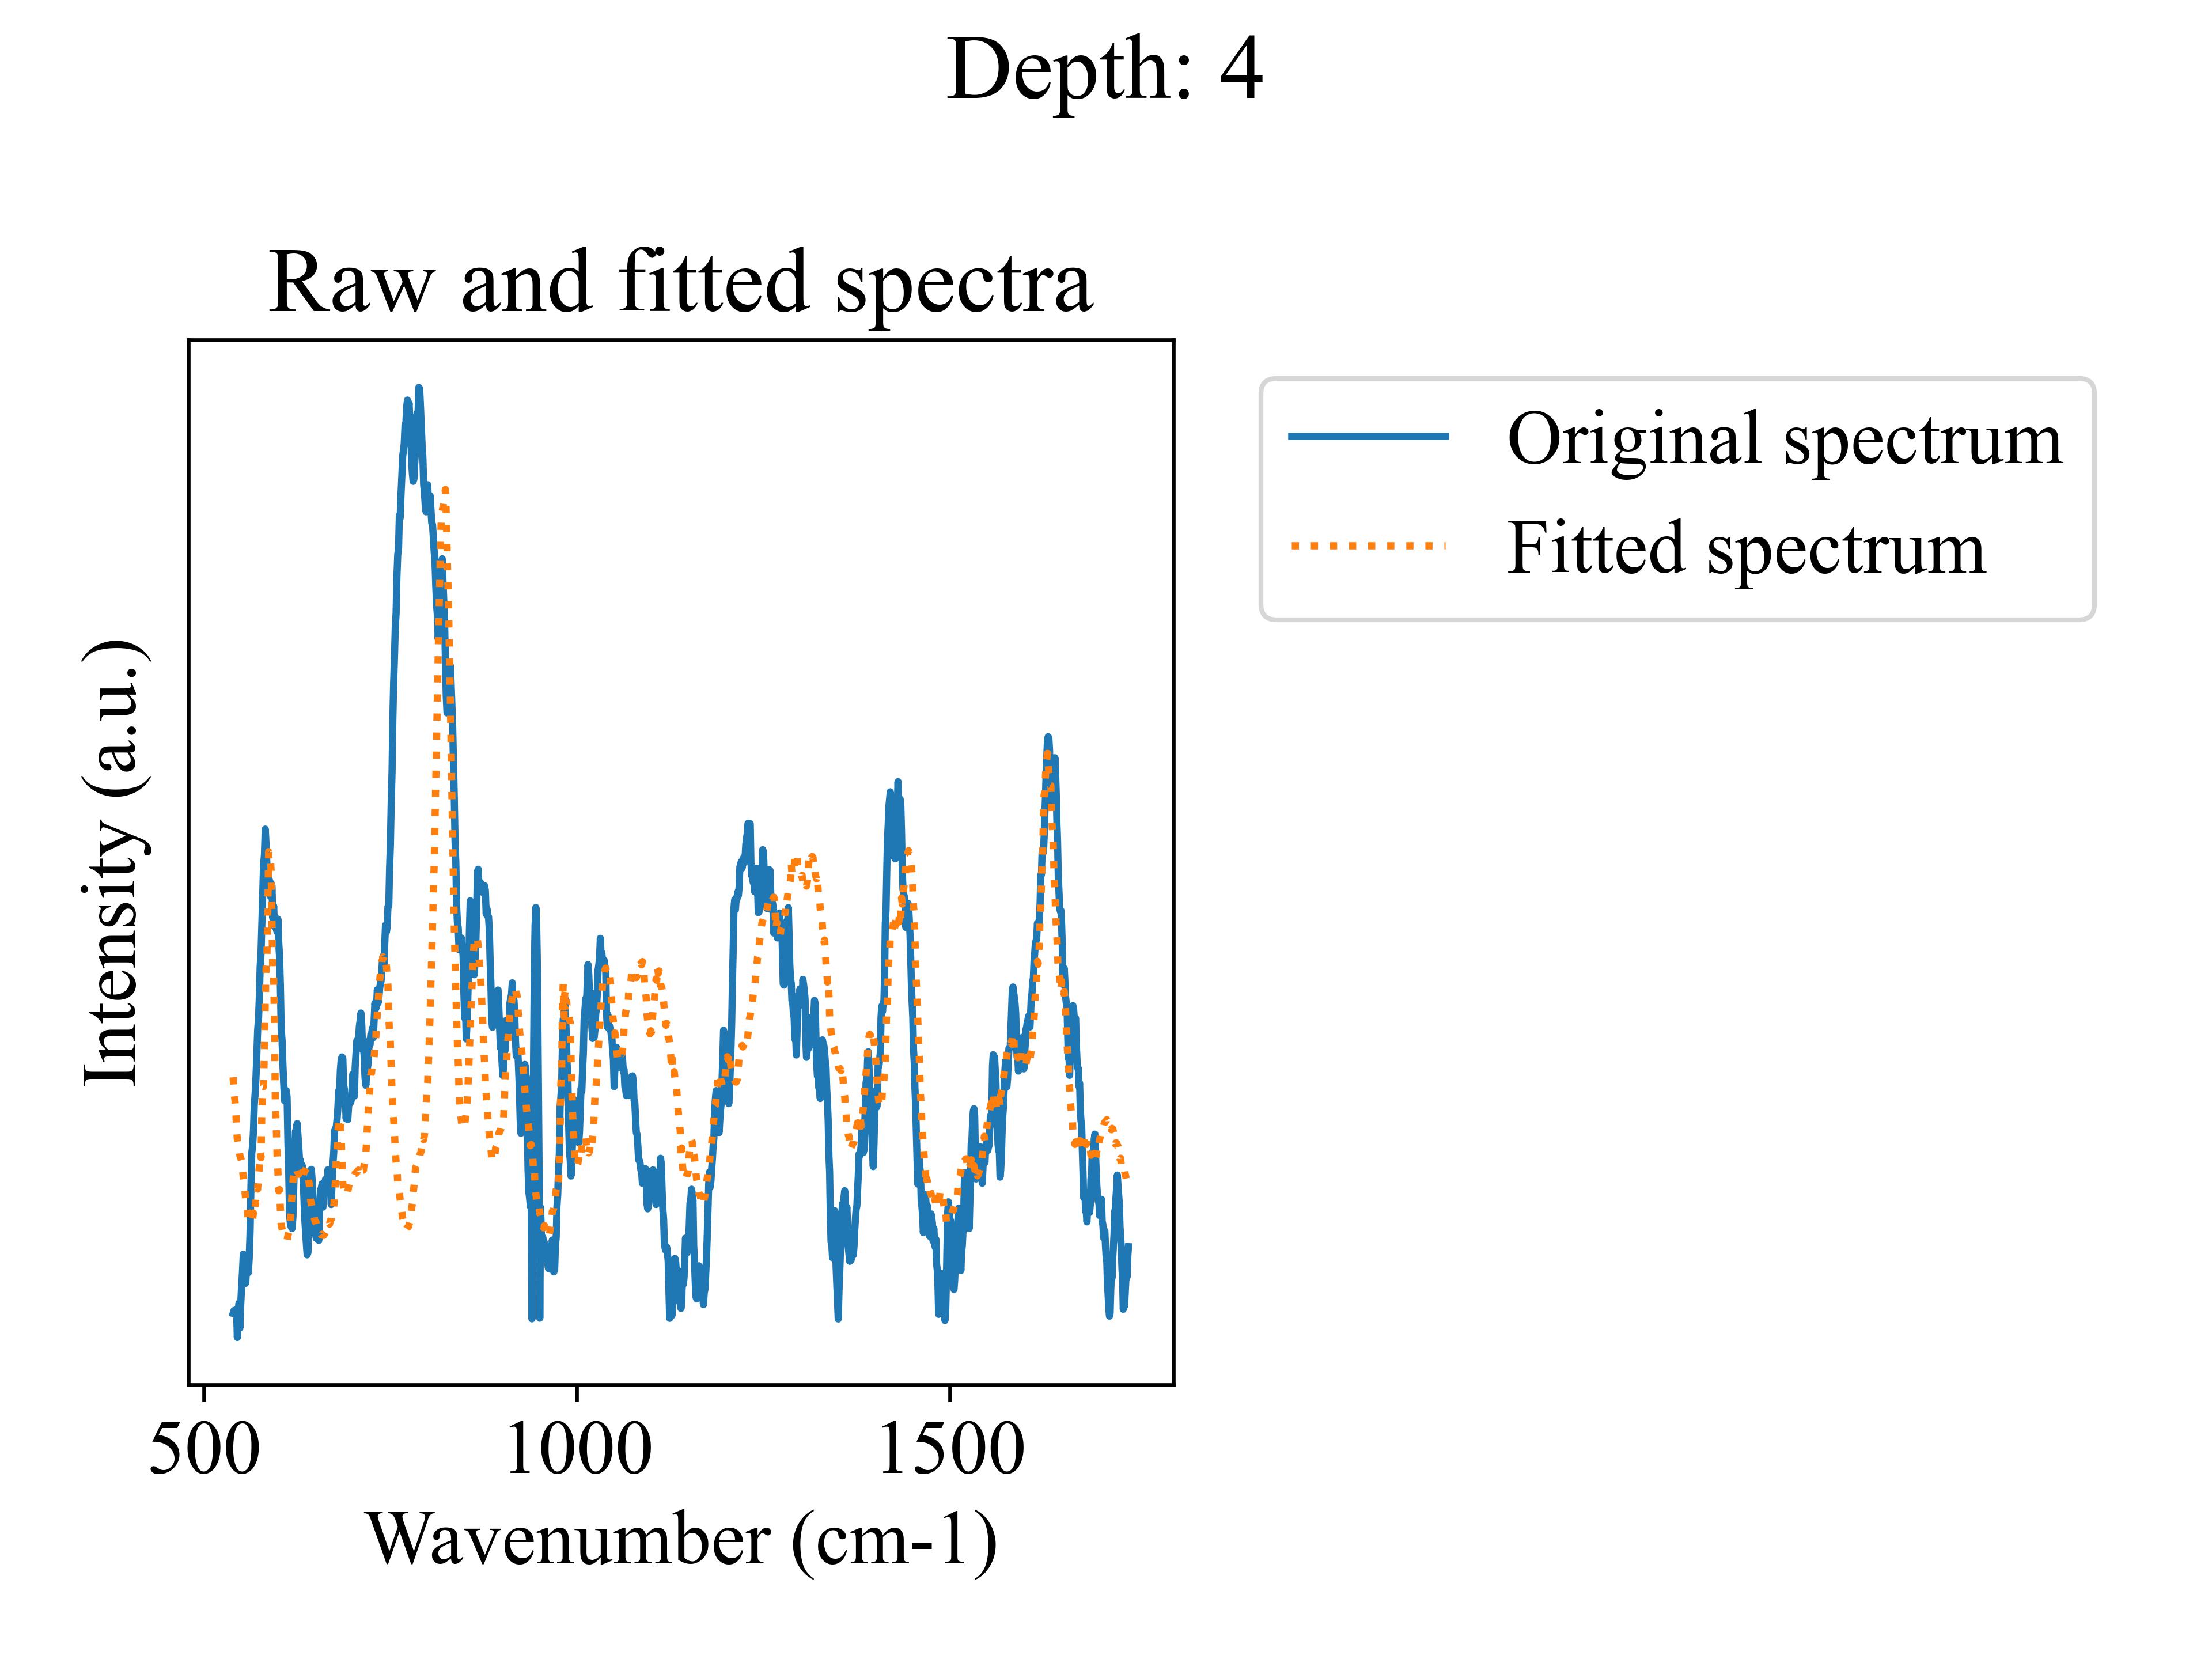 Depth: 4
Raw and fitted spectra
Original spectrum
Fitted spectrum
Intensity (a.u.)
500 1000 1500
Wavenumber (cm-1)